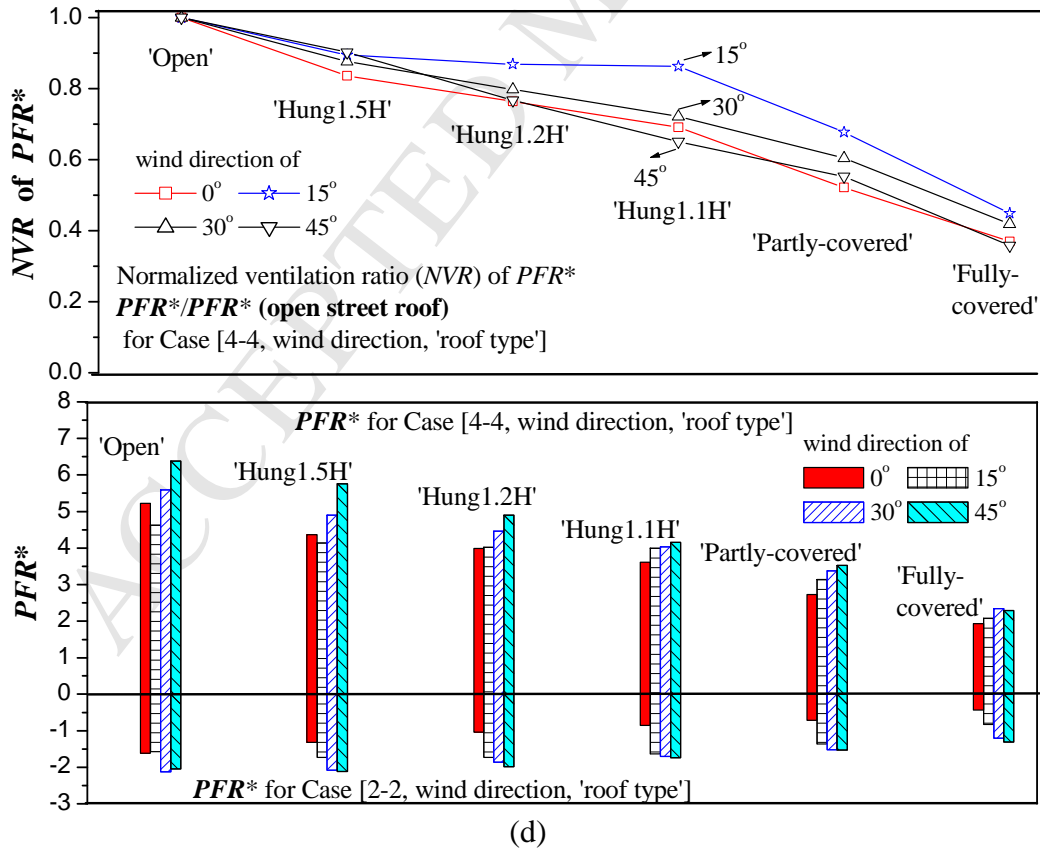 ACCEPTED M
1.0
0.8
0.6
0.4
0.2
0.0
NVR of PFR*
'Open'
'Hung1.5H'
'Hung1.2H'
'Hung1.1H'
'Partly-covered'
'Fully-
covered'
15°
30°
45°
wind direction of
0° 15°
30° 45°
Normalized ventilation ratio (NVR) of PFR*
PFR*/PFR* (open street roof)
for Case [4-4, wind direction, 'roof type']
8
7
6
5
4
3
2
1
0
-1
-2
-3
PFR*
PFR* for Case [4-4, wind direction, 'roof type']
'Open'
'Hung1.5H'
'Hung1.2H'
'Hung1.1H'
'Partly-covered'
'Fully-
covered'
wind direction of
0° 15°
30° 45°
PFR* for Case [2-2, wind direction, 'roof type']
(d)